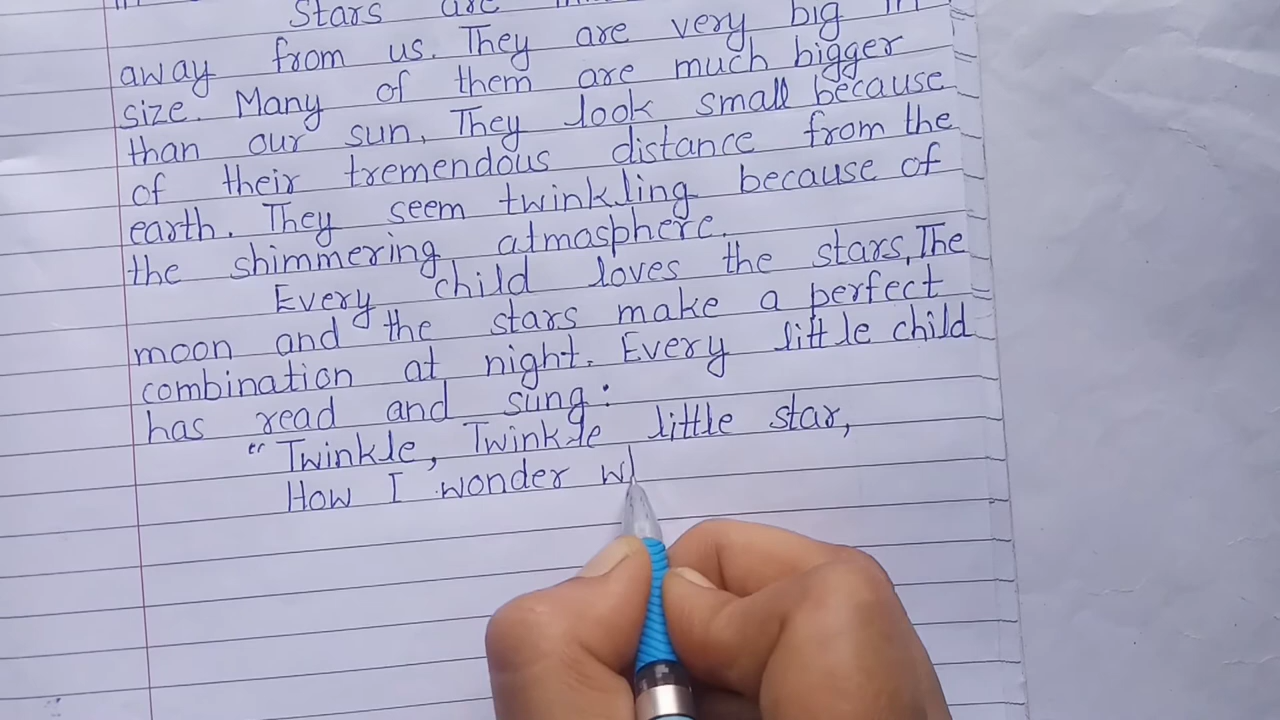 Stars are
away from us. They are very big in
size. Many of them are much bigger
than our sun. They look small because
of their tremendous distance from the
earth. They seem twinkling because of
the shimmering atmasphere.
Every child loves the stars, The
moon and the stars make a perfect
combination at night. Every little child
has read and sung:
"Twinkle, Twinkle little star,
How I wonder wh